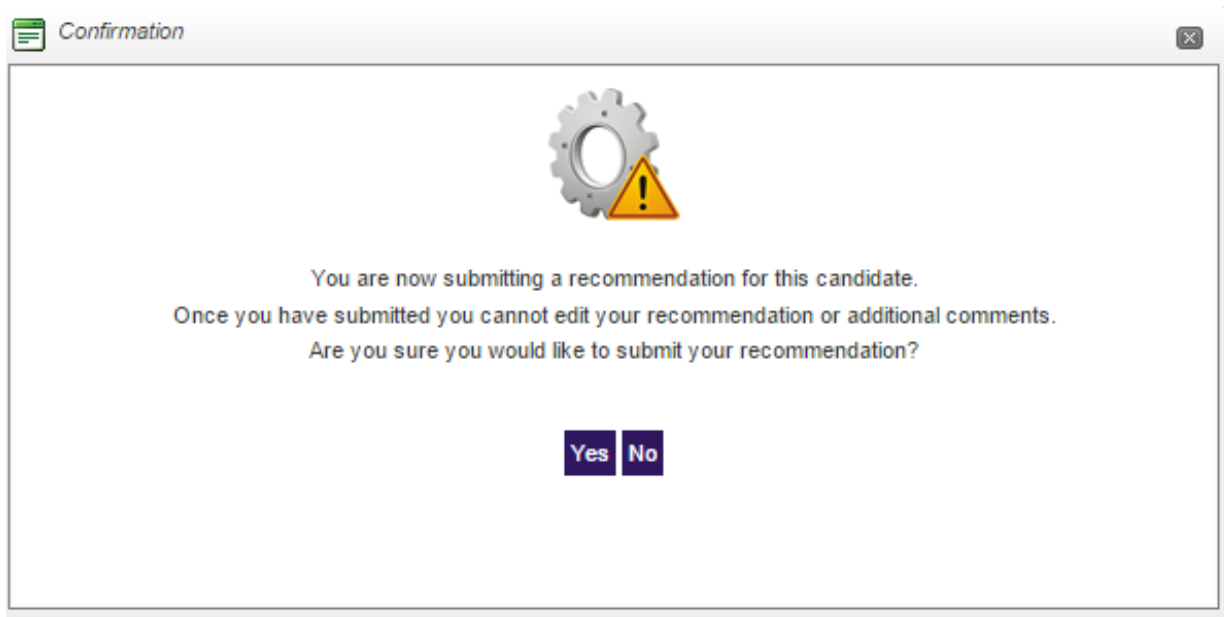 Confirmation
You are now submitting a recommendation for this candidate.
Once you have submitted you cannot edit your recommendation or additional comments.
Are you sure you would like to submit your recommendation?
Yes No